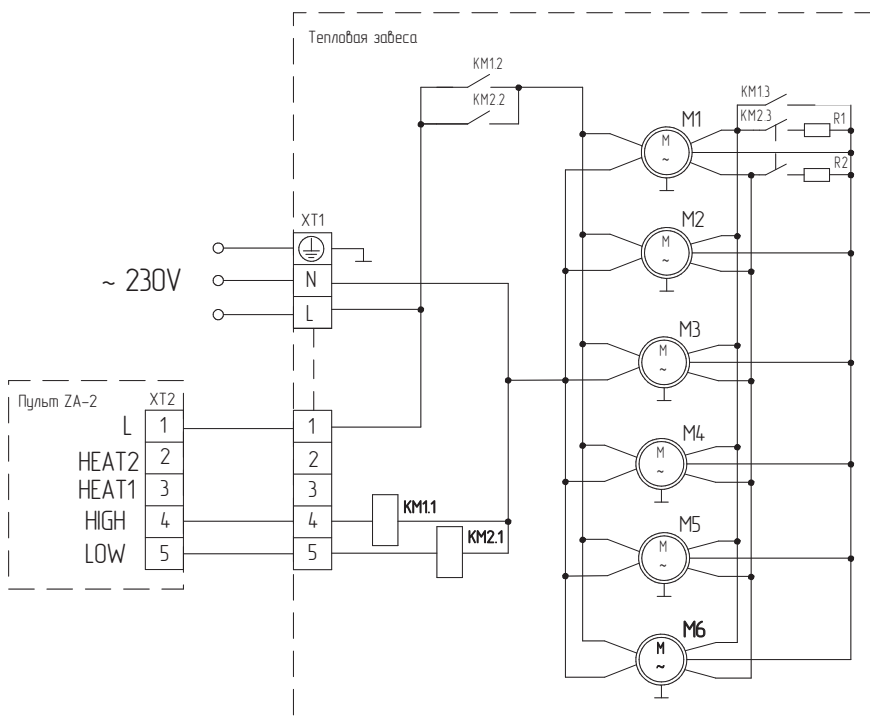 Тепловая завеса
KM1.2
KM2.2
KM1.3
KM2.3
R1
R2
M1
M
~
M2
M
~
M3
M
~
M4
M
~
M5
M
~
M6
M
~
XT1
N
L
~ 230V
Пульт ZA-2
XT2
L
1
1
HEAT2
2
2
HEAT1
3
3
HIGH
4
4
KM1.1
LOW
5
5
KM2.1